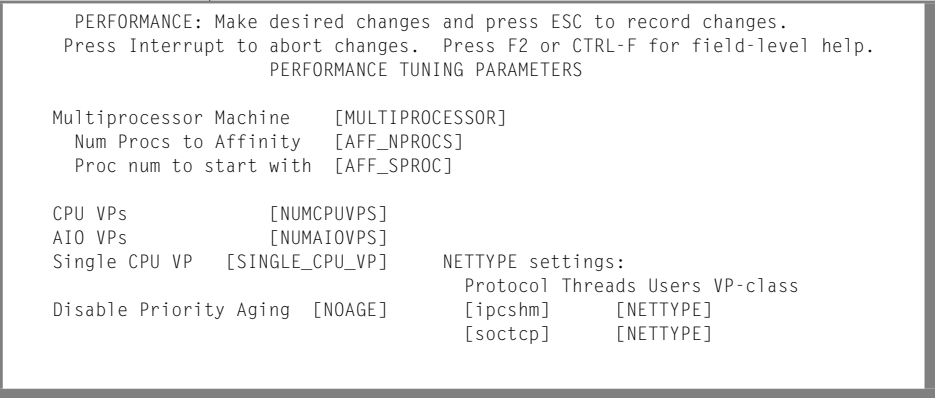 PERFORMANCE: Make desired changes and press ESC to record changes.
Press Interrupt to abort changes. Press F2 or CTRL-F for field-level help.
PERFORMANCE TUNING PARAMETERS
Multiprocessor Machine [MULTIPROCESSOR]
Num Procs to Affinity [AFF_NPROCS]
Proc num to start with [AFF_SPROC]
CPU VPs [NUMCPUVPS]
AIO VPs [NUMAIOVPS]
Single CPU VP [SINGLE_CPU_VP] NETTYPE settings:
Protocol Threads Users VP-class
Disable Priority Aging [NOAGE] [ipcshm] [NETTYPE]
[soctcp] [NETTYPE]